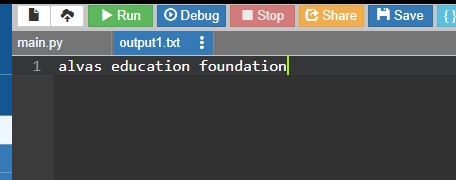 Run Debug Stop Share Save { }
main.py output1.txt
1 alvas education foundation